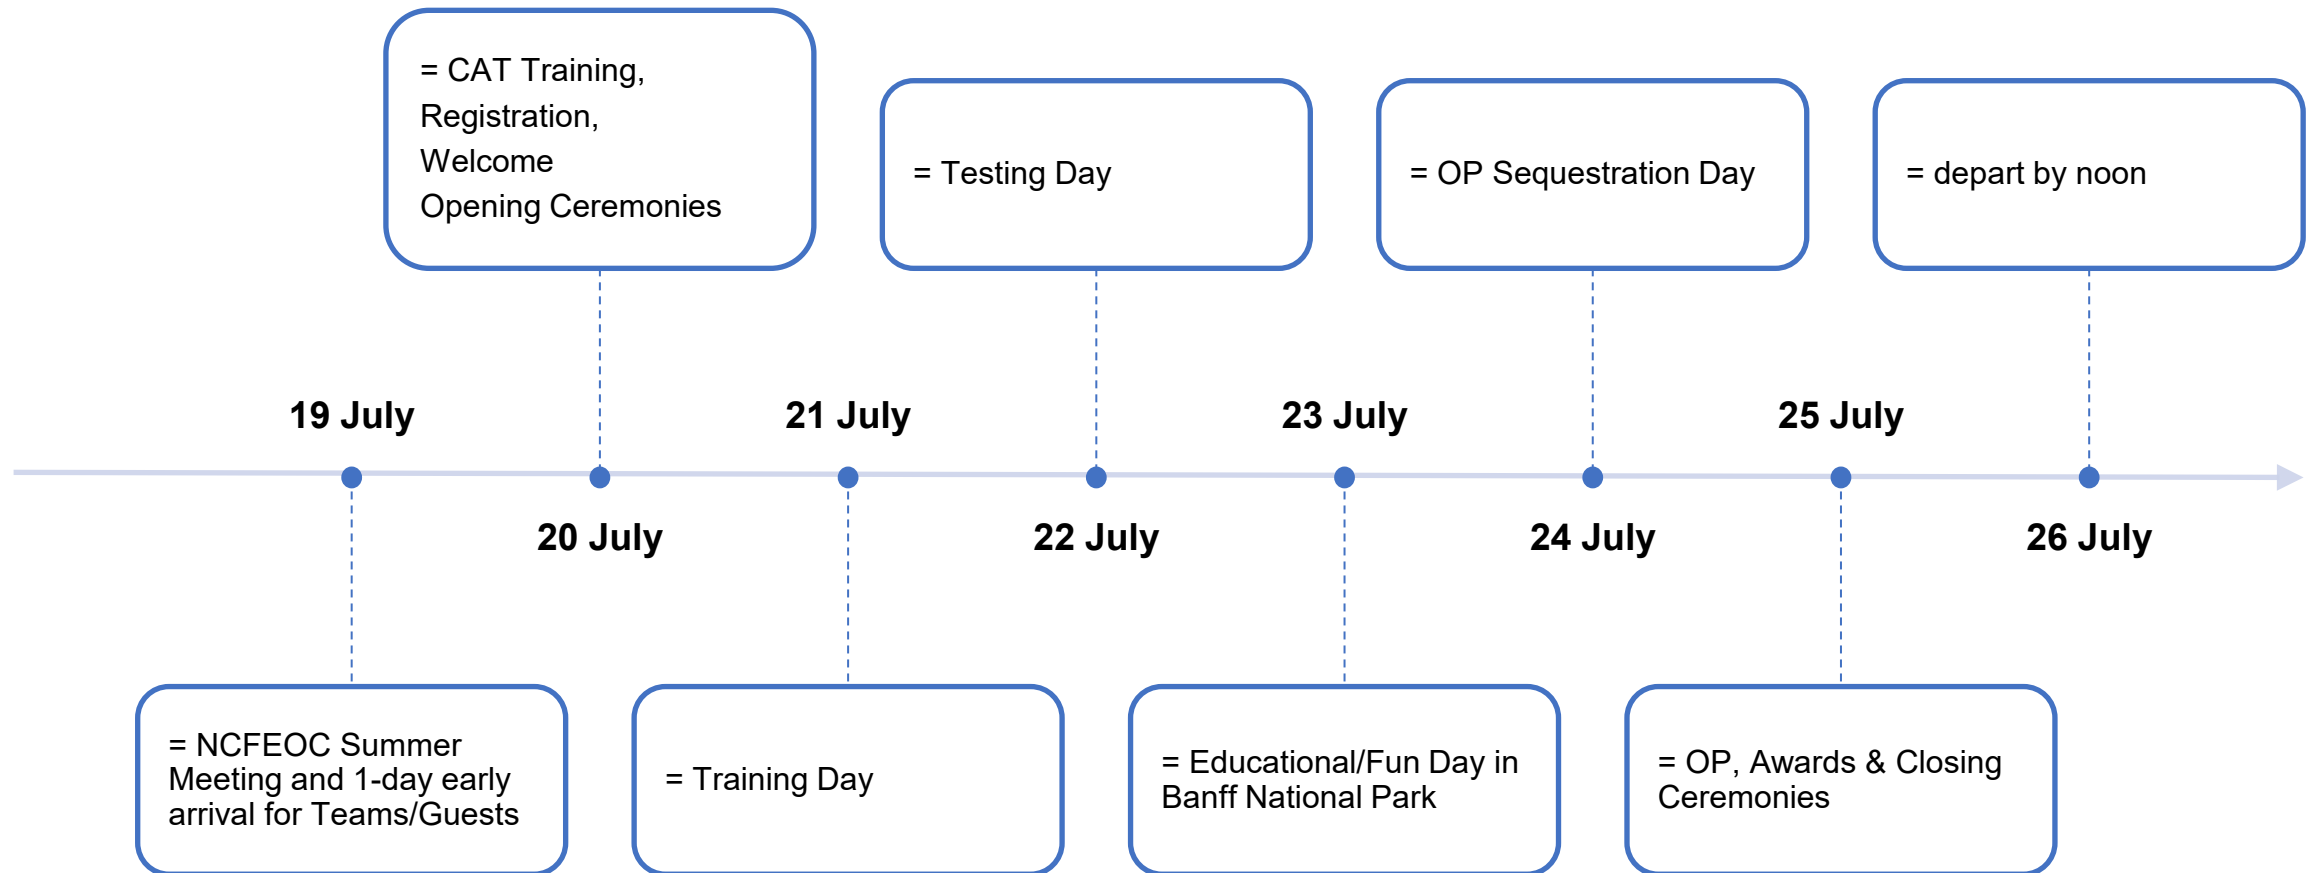 = CAT Training,
Registration,
Welcome
Opening Ceremonies
= Testing Day
= OP Sequestration Day
= depart by noon
19 July
21 July
23 July
25 July
20 July
22 July
24 July
26 July
= NCFEOC Summer
Meeting and 1-day early
arrival for Teams/Guests
= Training Day
= Educational/Fun Day in
Banff National Park
= OP, Awards & Closing
Ceremonies